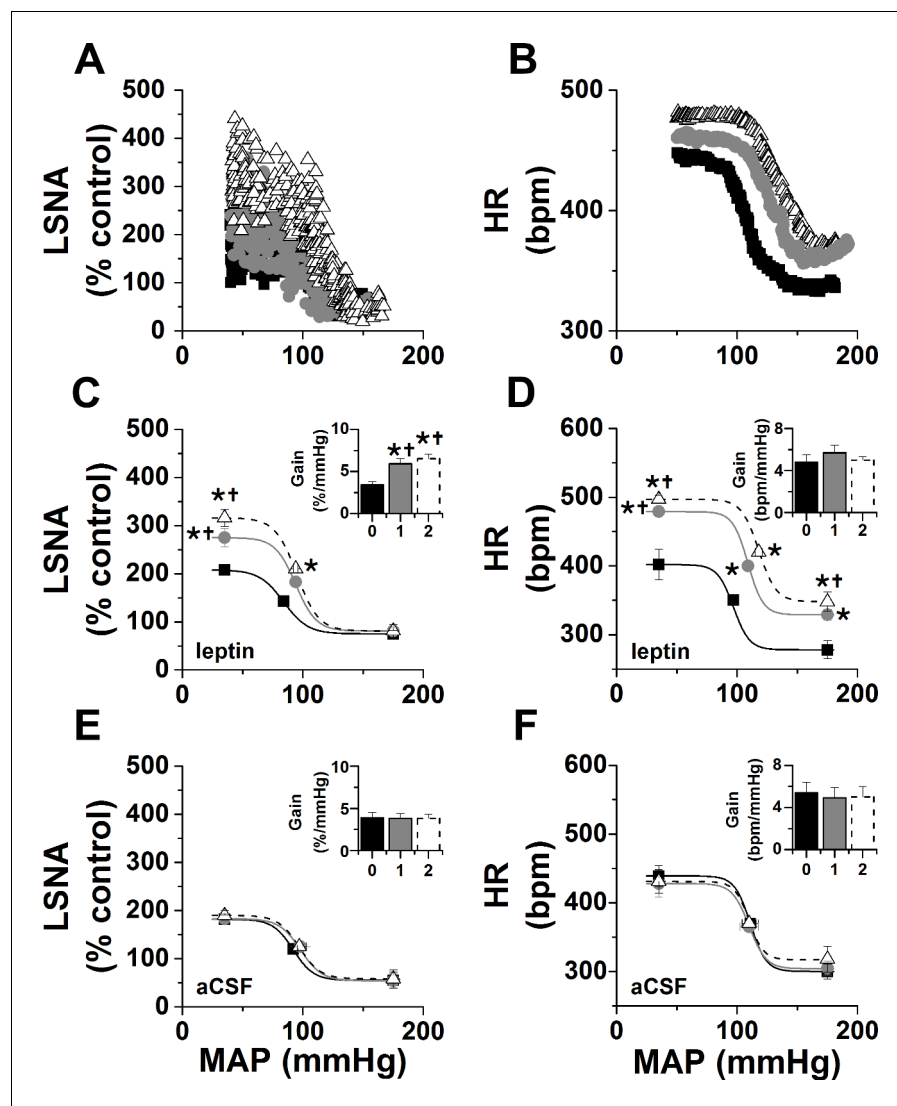 A
B
LSNA
(% control)
500
400
300
200
100
0
0
100
200
HR
(bpm)
500
400
300
0
100
200
C
D
LSNA
(% control)
500
400
300
200
100
0
0
100
200
Gain
(%/mmHg)
10
5
0
*†
*†
0
1
2
*†
*†
*
leptin
HR
(bpm)
600
500
400
300
0
100
200
Gain
(bpm/mmHg)
8
4
0
0
1
2
*†
*†
*
*
*†
*
leptin
E
F
LSNA
(% control)
500
400
300
200
100
0
0
100
200
Gain
(%/mmHg)
10
5
0
0
1
2
aCSF
MAP (mmHg)
HR
(bpm)
600
500
400
300
0
100
200
Gain
(bpm/mmHg)
8
4
0
0
1
2
aCSF
MAP (mmHg)